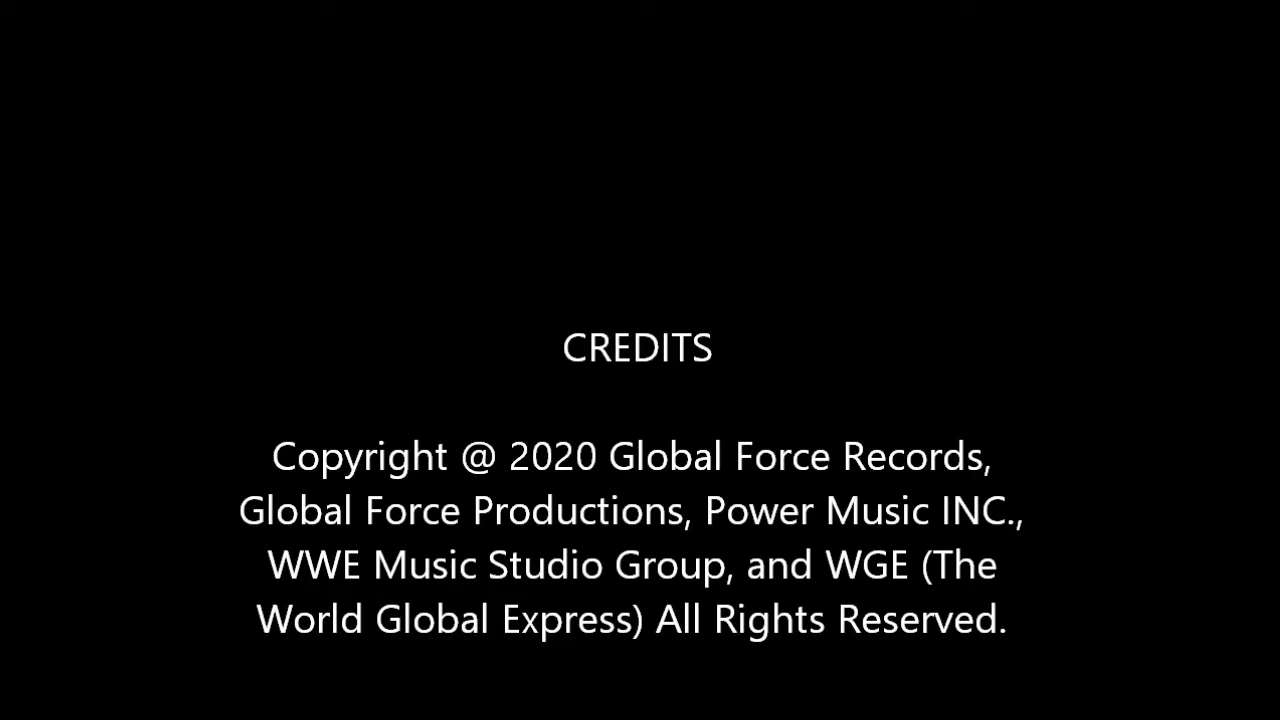 CREDITS
Copyright @ 2020 Global Force Records,
Global Force Productions, Power Music INC.,
WWE Music Studio Group, and WGE (The
World Global Express) All Rights Reserved.